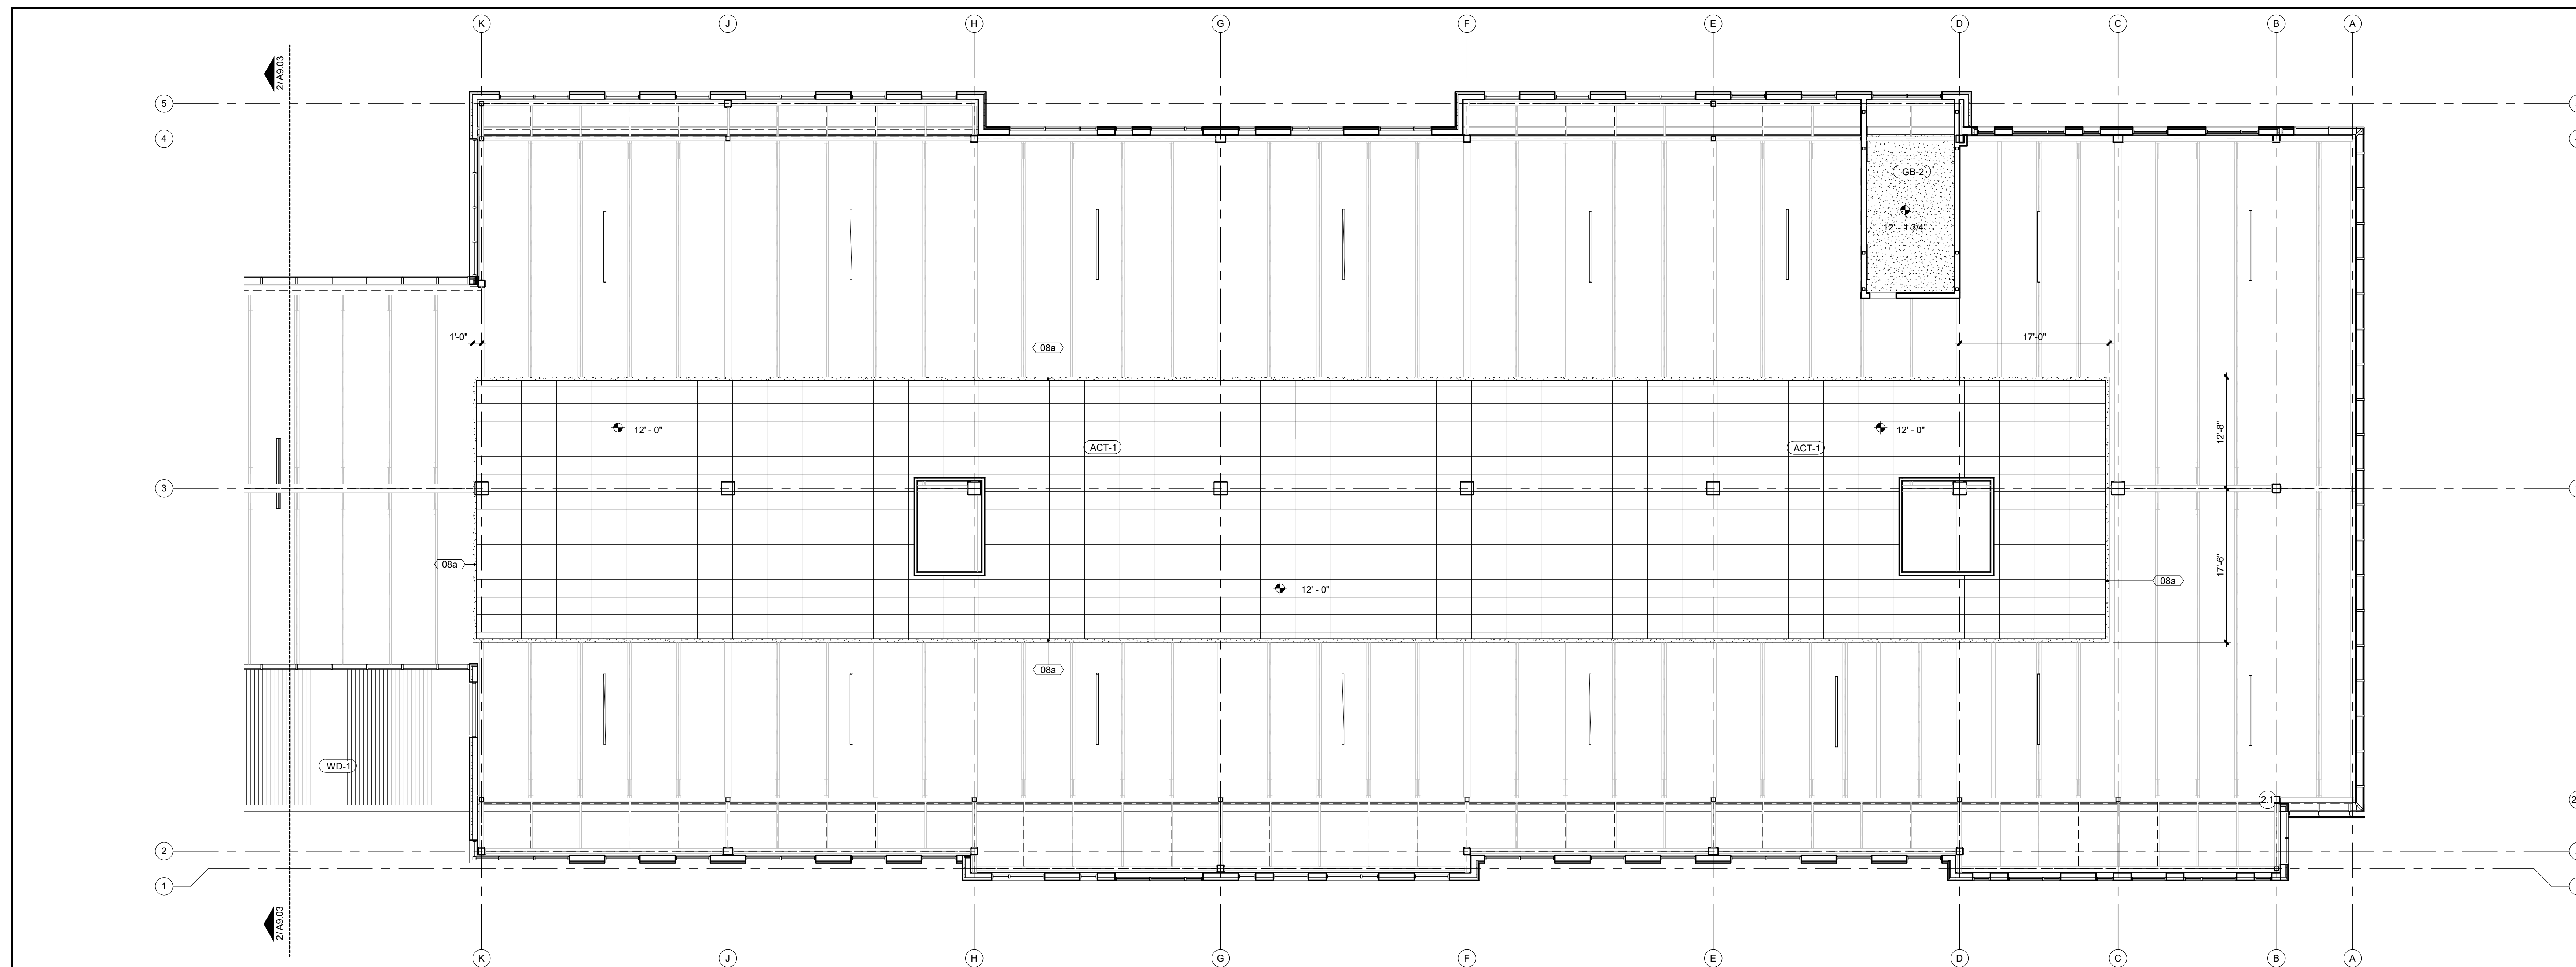 K J H G F E D C B A
2/ A9.03
5
4
GB-2
12' - 1 3/4"
1'-0"
08a
17'-0"
12' - 0"
12' - 0"
ACT-1
ACT-1
12'-8"
3
08a
17'-6"
08a
12' - 0"
08a
WD-1
2.1
2
1
2/ A9.03
K J H G F E D C B A